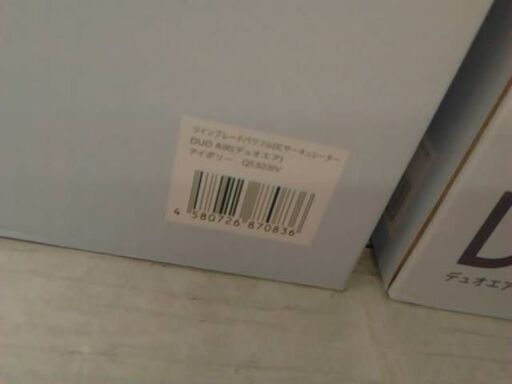 ツインブレードパワフルDCサーキュレーター
DUO AIR(デュオエア)
アイボリー QS303IV
4 580726 870836
D
デュオエア